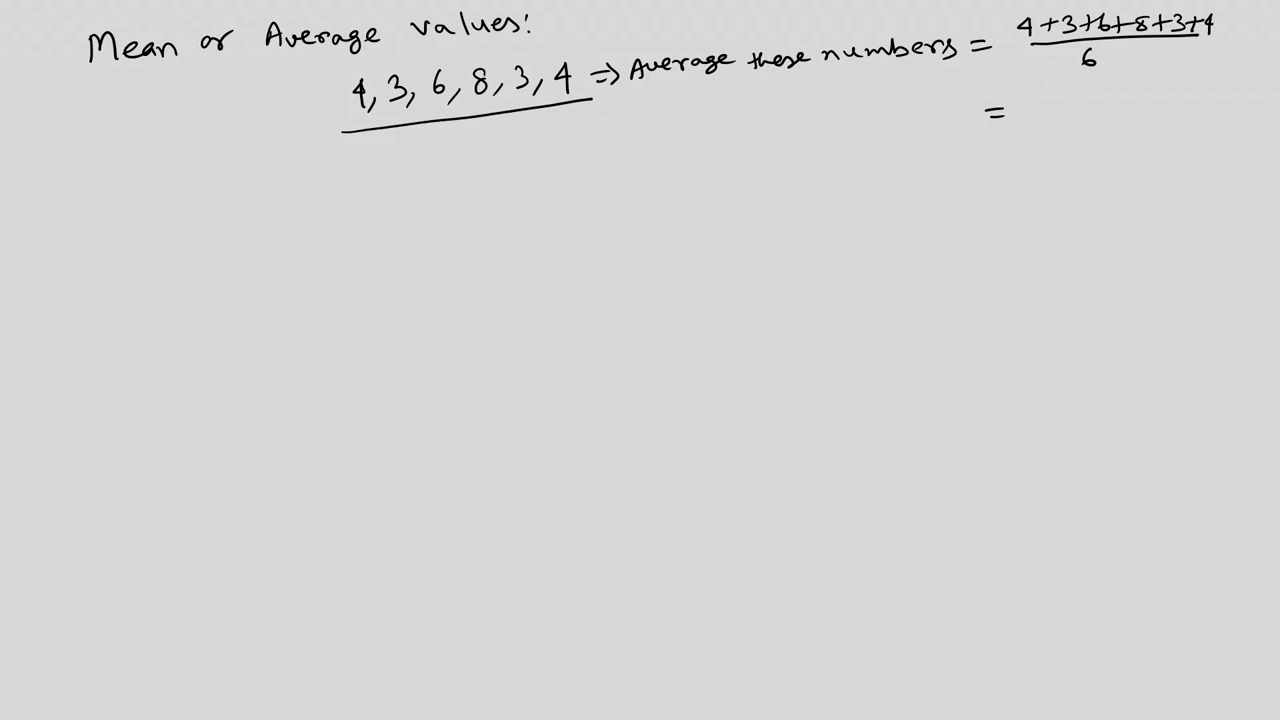 Mean or Average values:
4, 3, 6, 8, 3, 4 => Average these numbers = 4+3+6+8+3+4
6
=